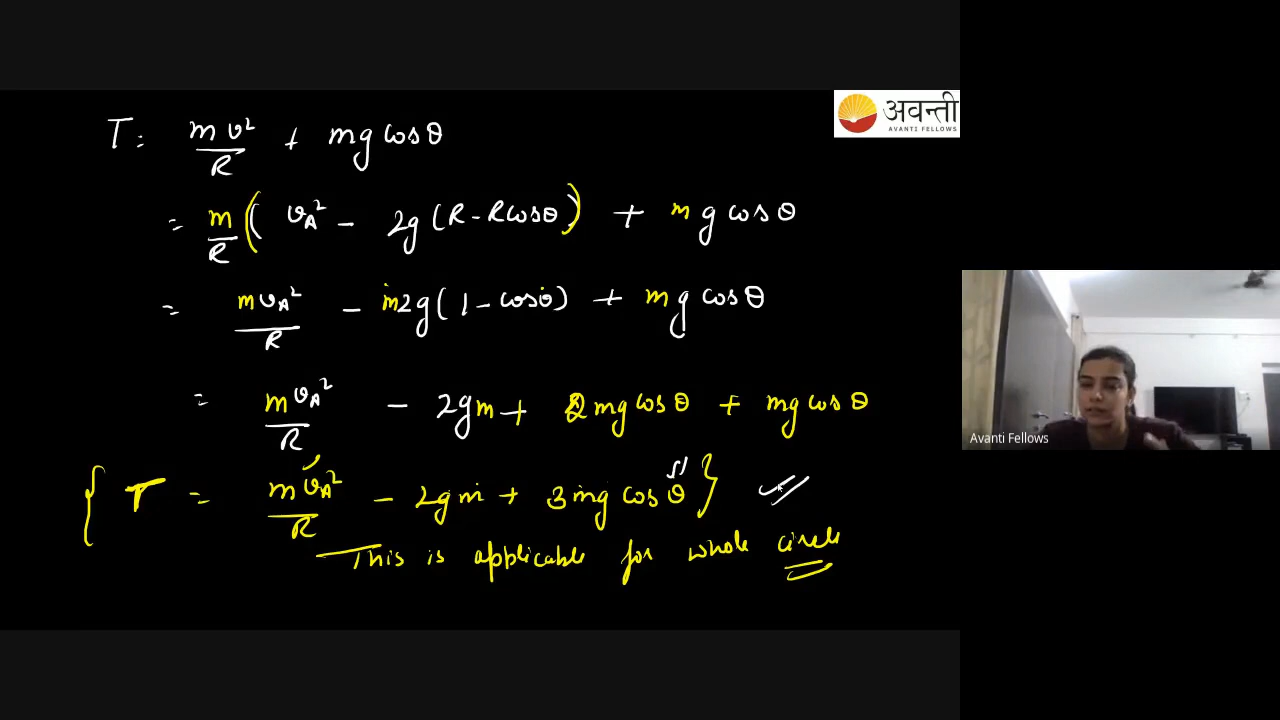 अवन्ती
AVANTI FELLOWS
T = mv²/R + mg cosθ
= m/R ( v_A² - 2g (R - R cosθ) ) + mg cosθ
= mv_A²/R - m2g (1 - cosθ) + mg cosθ
= mv_A²/R - 2gm + 2mg cosθ + mg cosθ
{ T = mv_A²/R - 2gm + 3mg cosθ }
This is applicable for whole circle
Avanti Fellows